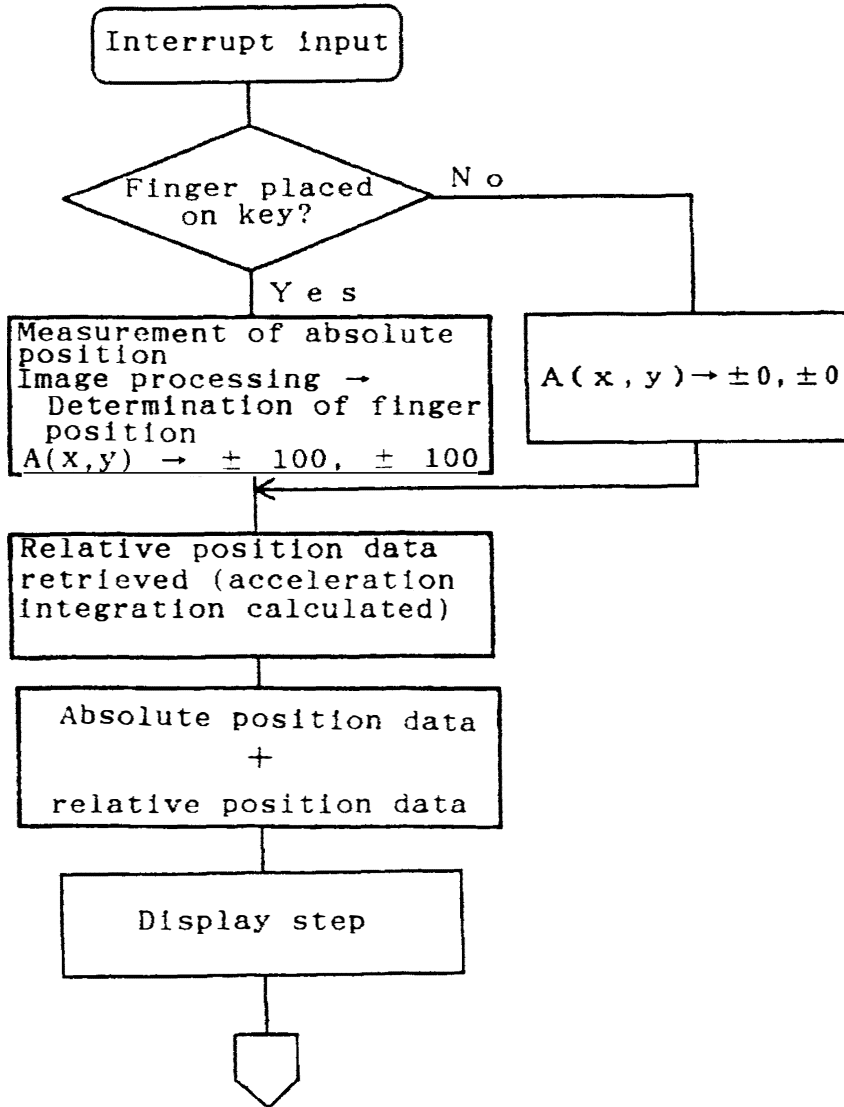 Interrupt input
Finger placed
on key?
No
Yes
Measurement of absolute
position
Image processing →
Determination of finger
position
A(x,y) → ± 100, ± 100
A(x,y)→±0,±0
Relative position data
retrieved (acceleration
integration calculated)
Absolute position data
+
relative position data
Display step